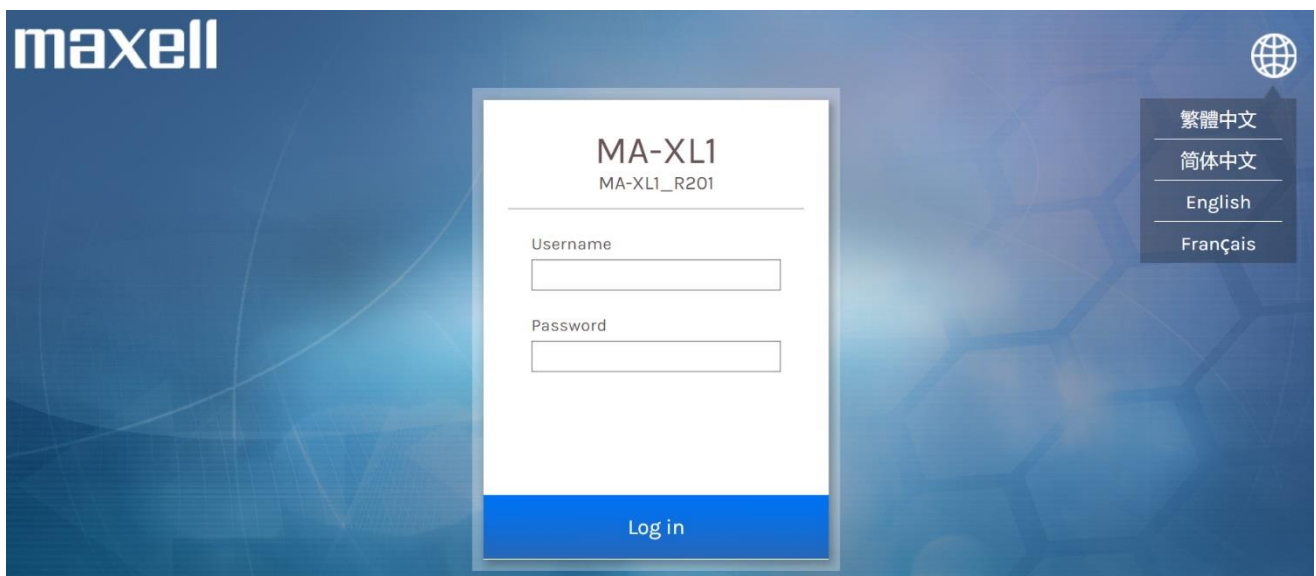 maxell
MA-XL1
MA-XL1_R201
Username
Password
Log in
繁體中文
简体中文
English
Français